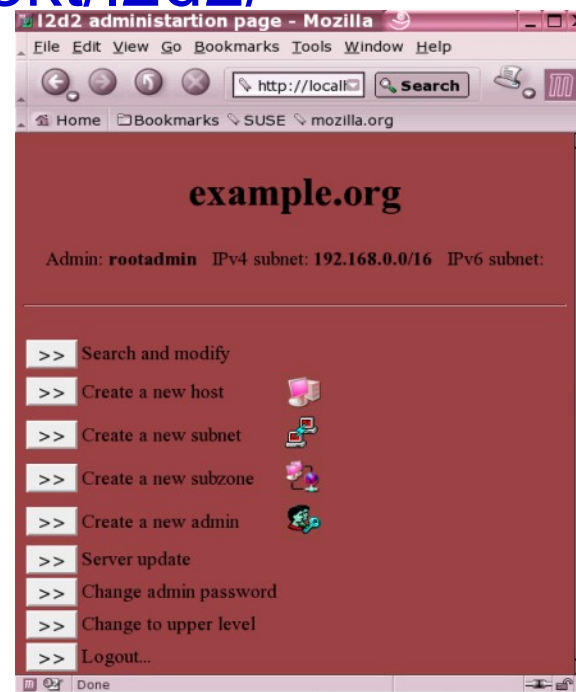 l2d2 administartion page - Mozilla
File Edit View Go Bookmarks Tools Window Help
http://local Search
Home Bookmarks SUSE mozilla.org
example.org
Admin: rootadmin IPv4 subnet: 192.168.0.0/16 IPv6 subnet:
>> Search and modify
>> Create a new host
>> Create a new subnet
>> Create a new subzone
>> Create a new admin
>> Server update
>> Change admin password
>> Change to upper level
>> Logout...
Done